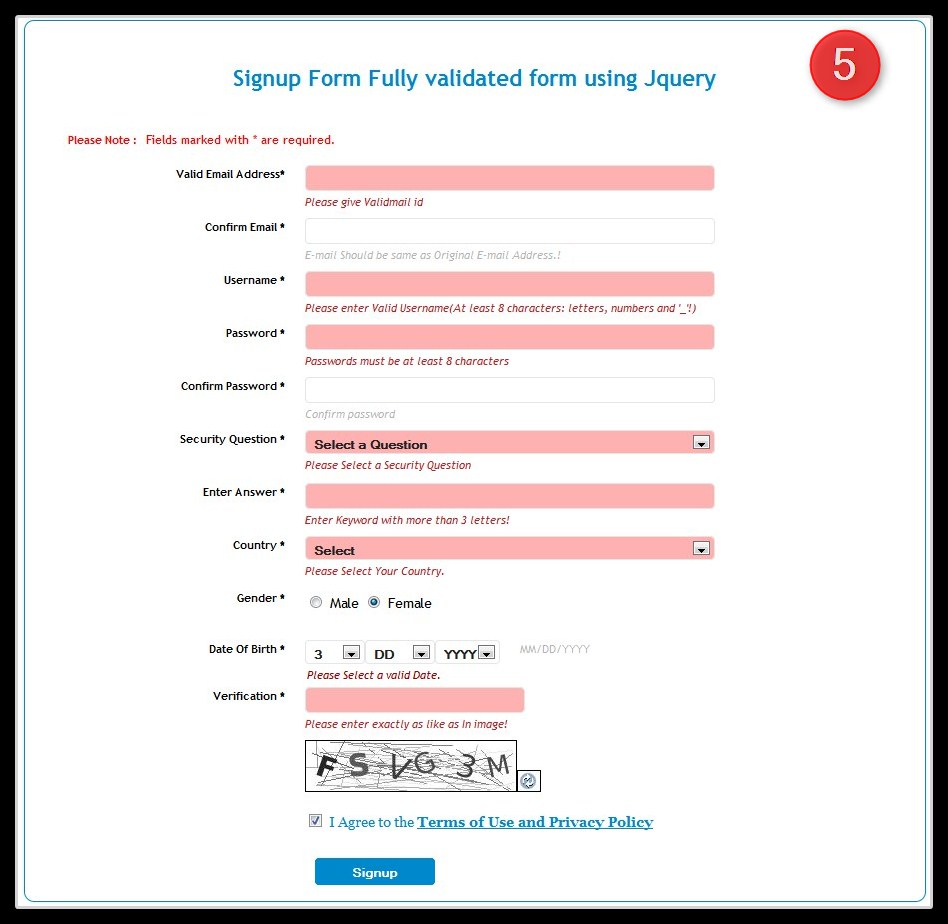 5
Signup Form Fully validated form using Jquery
Please Note : Fields marked with * are required.
Valid Email Address*
Please give Validmail id
Confirm Email *
E-mail Should be same as Original E-mail Address.!
Username *
Please enter Valid Username(At least 8 characters: letters, numbers and '_'!)
Password *
Passwords must be at least 8 characters
Confirm Password *
Confirm password
Security Question *
Select a Question
Please Select a Security Question
Enter Answer *
Enter Keyword with more than 3 letters!
Country *
Select
Please Select Your Country.
Gender *
Male Female
Date Of Birth * 3 DD YYYY MM/DD/YYYY
Please Select a valid Date.
Verification *
Please enter exactly as like as In image!
F S V G 3 M
I Agree to the Terms of Use and Privacy Policy
Signup